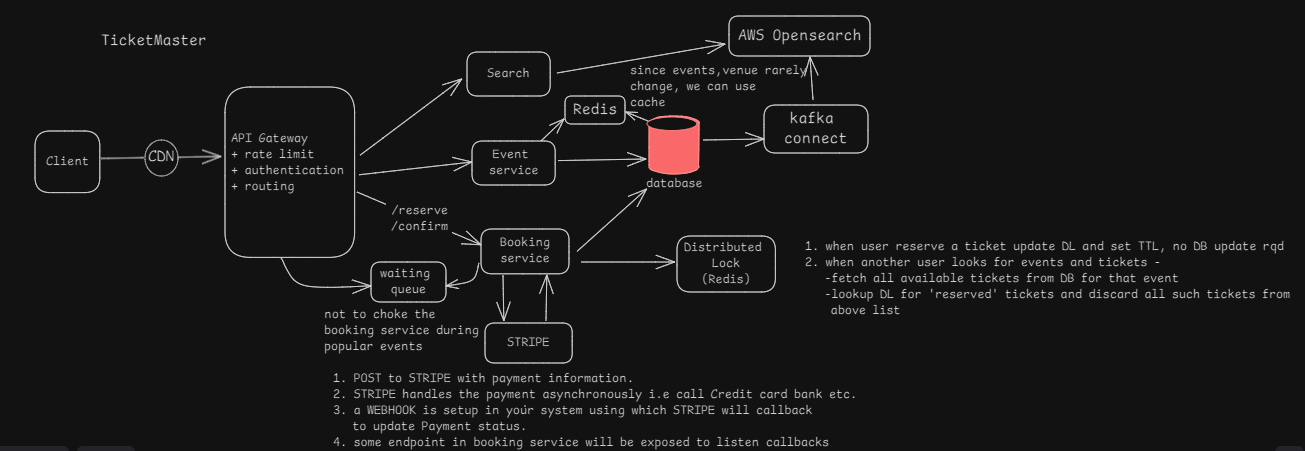 TicketMaster
AWS Opensearch
Search
since events,venue rarely
change, we can use
cache
Redis
kafka
connect
API Gateway
+ rate limit
+ authentication
+ routing
Client
CDN
Event
service
database
/reserve
/confirm
Booking
service
Distributed
Lock
(Redis)
1. when user reserve a ticket update DL and set TTL, no DB update rqd
2. when another user looks for events and tickets -
-fetch all available tickets from DB for that event
-lookup DL for 'reserved' tickets and discard all such tickets from
above list
waiting
queue
not to choke the
booking service during
popular events
STRIPE
1. POST to STRIPE with payment information.
2. STRIPE handles the payment asynchronously i.e call Credit card bank etc.
3. a WEBHOOK is setup in your system using which STRIPE will callback
to update Payment status.
4. some endpoint in booking service will be exposed to listen callbacks